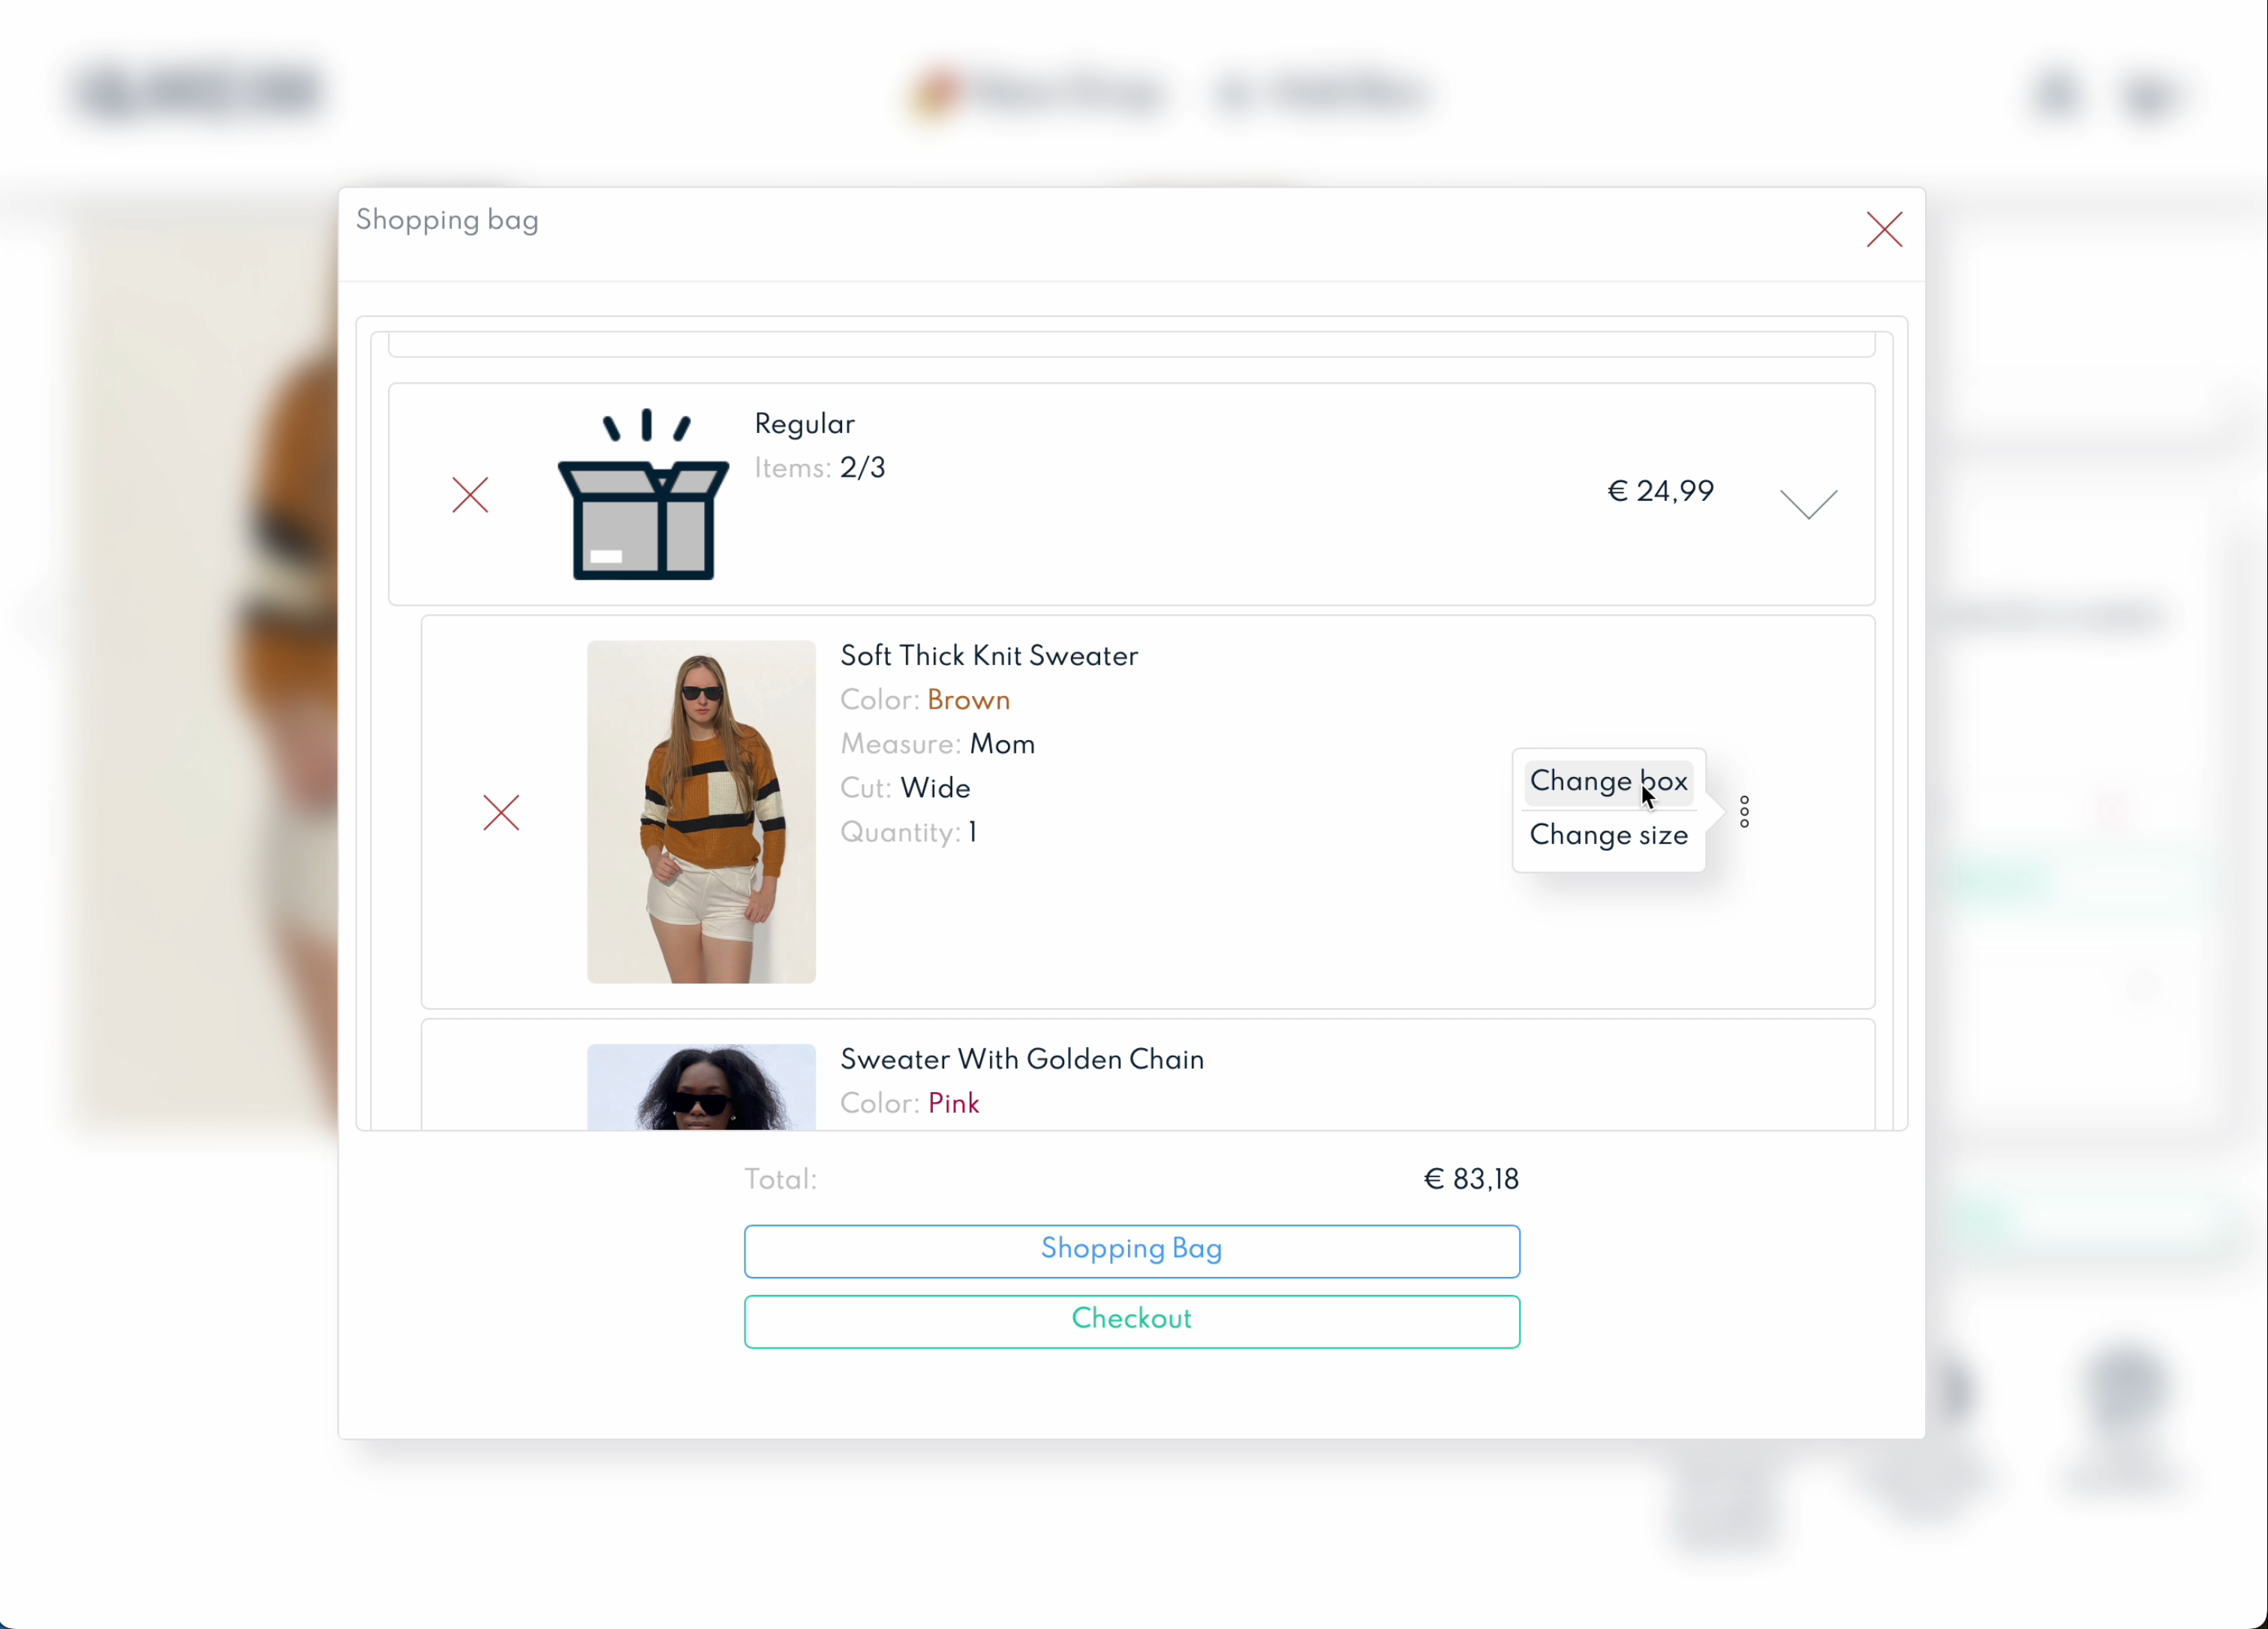 Shopping bag
Regular
Items: 2/3
€ 24,99
Soft Thick Knit Sweater
Color: Brown
Measure: Mom
Cut: Wide
Quantity: 1
Change box
Change size
Sweater With Golden Chain
Color: Pink
Total:
€ 83,18
Shopping Bag
Checkout